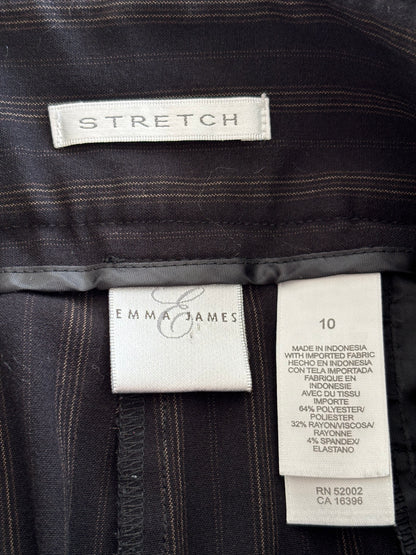 STRETCH
E
EMMA JAMES
10
MADE IN INDONESIA
WITH IMPORTED FABRIC
HECHO EN INDONESIA
CON TELA IMPORTADA
FABRIQUE EN
INDONESIE
AVEC DU TISSU
IMPORTE
64% POLYESTER/
POLIESTER
32% RAYON/VISCOSA/
RAYONNE
4% SPANDEX/
ELASTANO
RN 52002
CA 16396